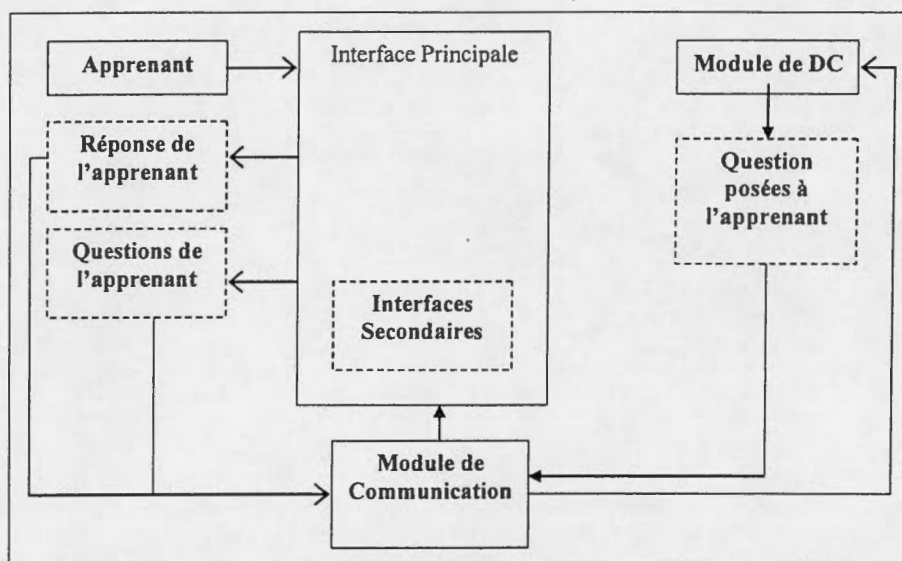 Apprenant
Interface Principale
Module de DC
Réponse de
l'apprenant
Question
posées à
l'apprenant
Questions de
l'apprenant
Interfaces
Secondaires
Module de
Communication